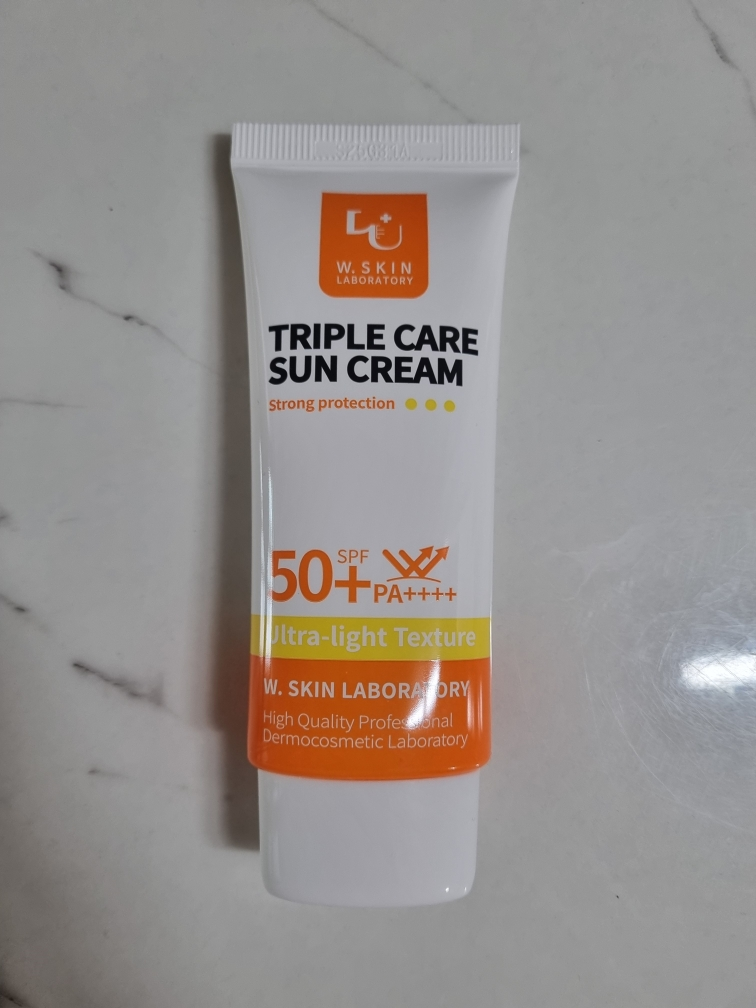 W. SKIN
LABORATORY
TRIPLE CARE
SUN CREAM
Strong protection
50+
SPF
PA++++
Ultra-light Texture
W. SKIN LABORATORY
High Quality Professional
Dermocosmetic Laboratory